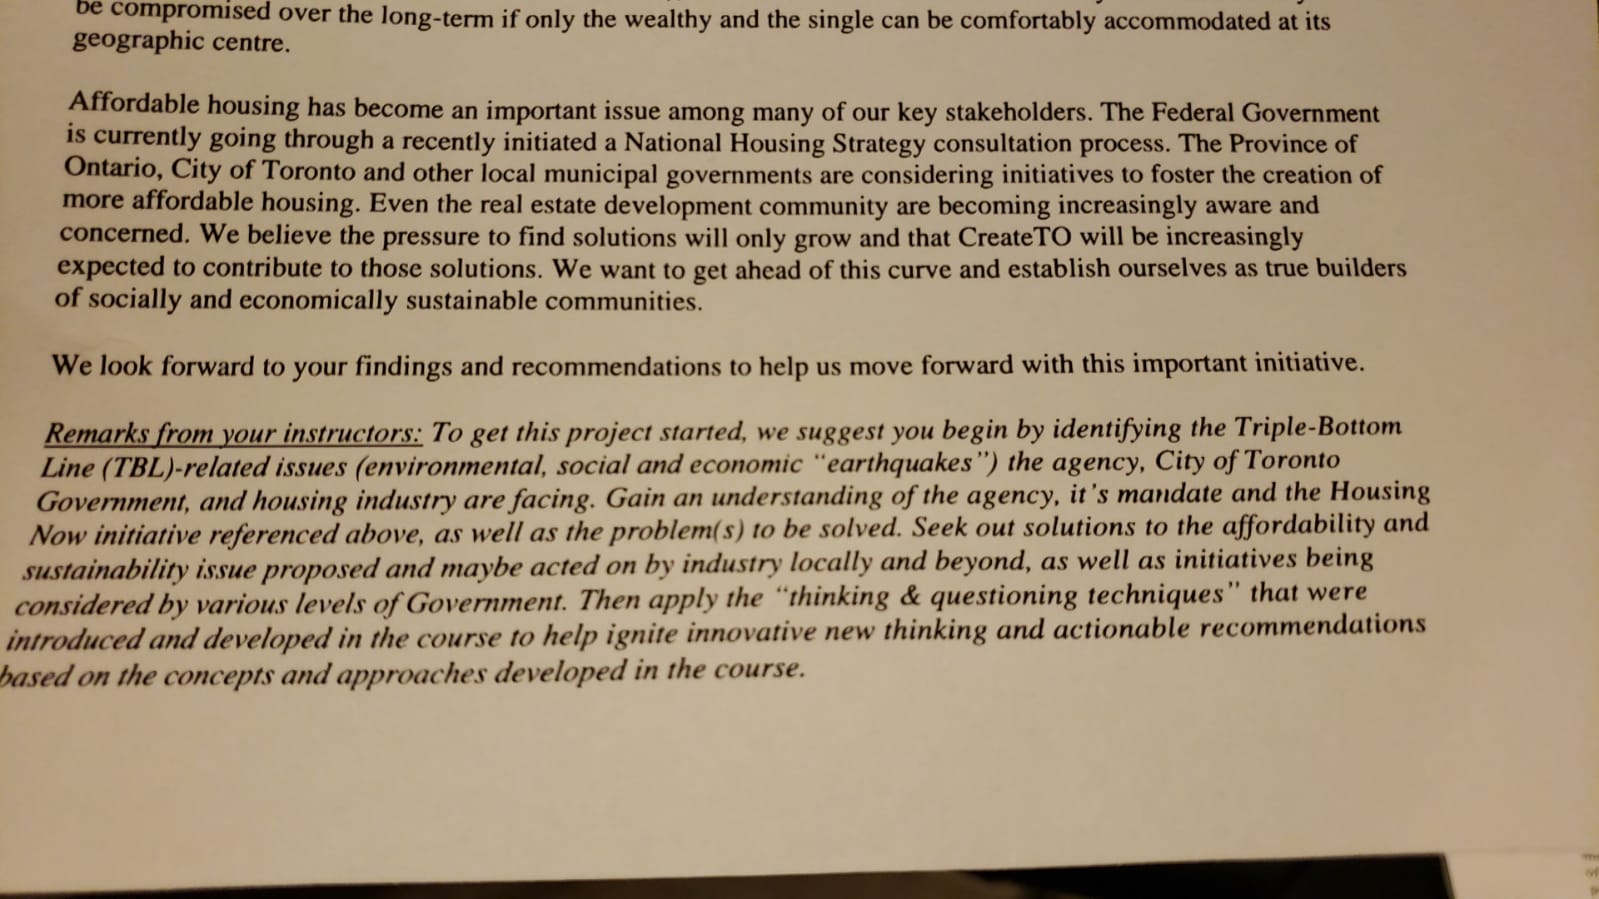 be compromised over the long-term if only the wealthy and the single can be comfortably accommodated at its
geographic centre.
Affordable housing has become an important issue among many of our key stakeholders. The Federal Government
is currently going through a recently initiated a National Housing Strategy consultation process. The Province of
Ontario, City of Toronto and other local municipal governments are considering initiatives to foster the creation of
more affordable housing. Even the real estate development community are becoming increasingly aware and
concerned. We believe the pressure to find solutions will only grow and that CreateTO will be increasingly
expected to contribute to those solutions. We want to get ahead of this curve and establish ourselves as true builders
of socially and economically sustainable communities.
We look forward to your findings and recommendations to help us move forward with this important initiative.
Remarks from your instructors: To get this project started, we suggest you begin by identifying the Triple-Bottom
Line (TBL)-related issues (environmental, social and economic “earthquakes”) the agency, City of Toronto
Government, and housing industry are facing. Gain an understanding of the agency, it’s mandate and the Housing
Now initiative referenced above, as well as the problem(s) to be solved. Seek out solutions to the affordability and
sustainability issue proposed and maybe acted on by industry locally and beyond, as well as initiatives being
considered by various levels of Government. Then apply the “thinking & questioning techniques” that were
introduced and developed in the course to help ignite innovative new thinking and actionable recommendations
based on the concepts and approaches developed in the course.